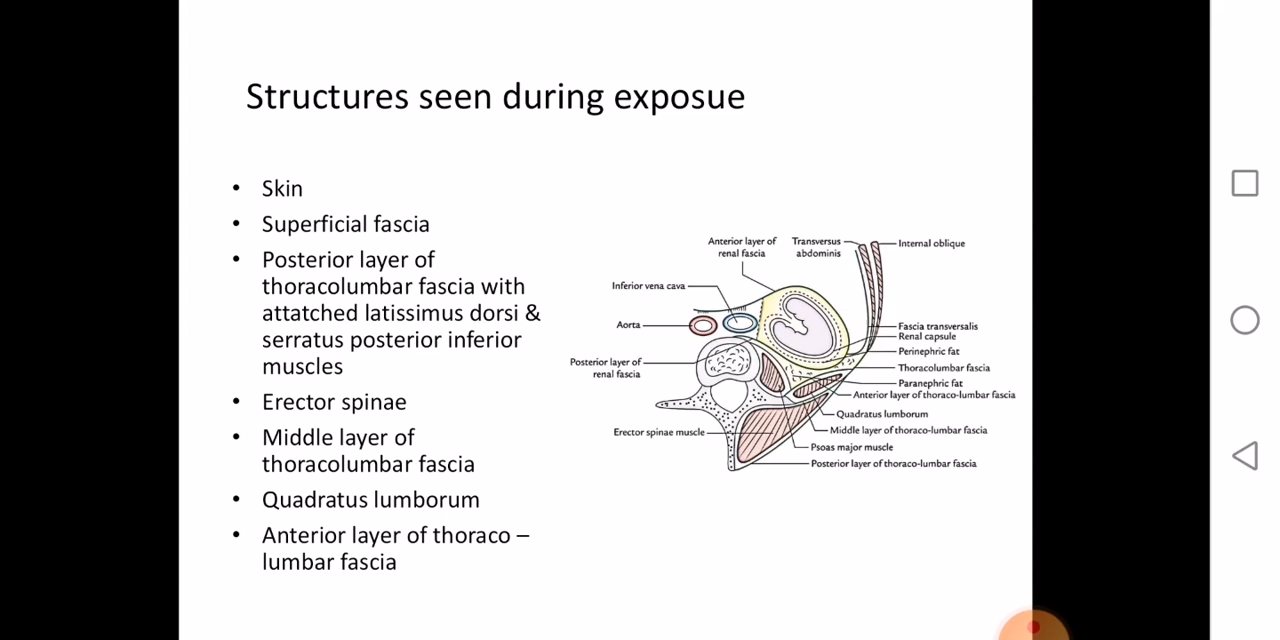 Structures seen during exposue
• Skin
• Superficial fascia
• Posterior layer of
thoracolumbar fascia with
attatched latissimus dorsi &
serratus posterior inferior
muscles
• Erector spinae
• Middle layer of
thoracolumbar fascia
• Quadratus lumborum
• Anterior layer of thoraco –
lumbar fascia
Anterior layer of
renal fascia
Transversus
abdominis
Internal oblique
Inferior vena cava
Aorta
Posterior layer of
renal fascia
Erector spinae muscle
Fascia transversalis
Renal capsule
Perinephric fat
Thoracolumbar fascia
Paranephric fat
Anterior layer of thoraco-lumbar fascia
Quadratus lumborum
Middle layer of thoraco-lumbar fascia
Psoas major muscle
Posterior layer of thoraco-lumbar fascia